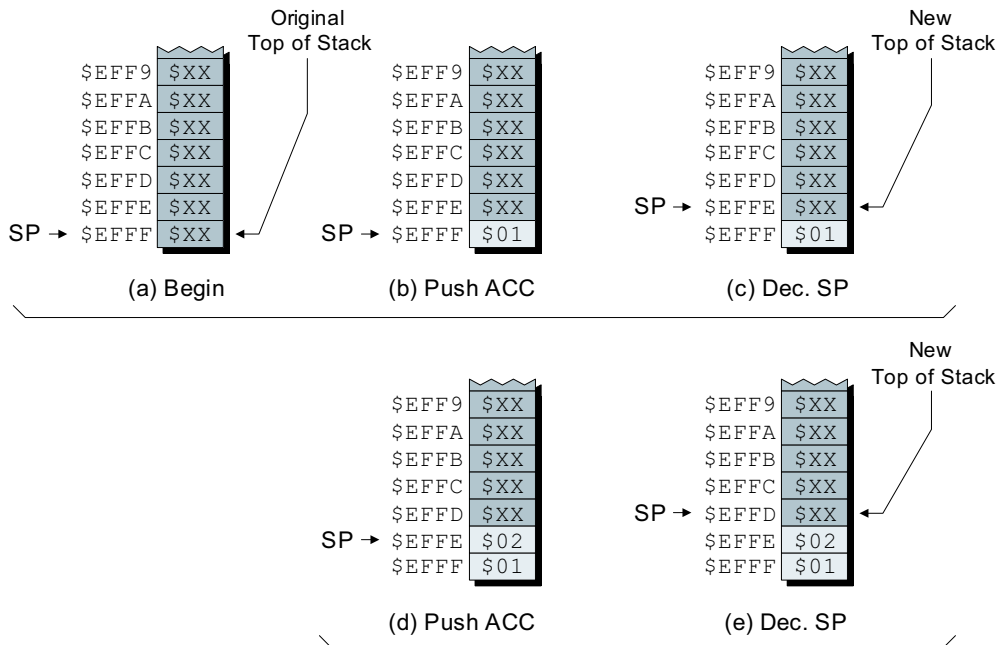 Original
Top of Stack
New
Top of Stack
$EFF9 $XX $EFF9 $XX $EFF9 $XX
$EFFA $XX $EFFA $XX $EFFA $XX
$EFFB $XX $EFFB $XX $EFFB $XX
$EFFC $XX $EFFC $XX $EFFC $XX
$EFFD $XX $EFFD $XX $EFFD $XX
$EFFE $XX $EFFE $XX SP $EFFE $XX
SP $EFFF $XX SP $EFFF $01 $EFFF $01
(a) Begin (b) Push ACC (c) Dec. SP
New
Top of Stack
$EFF9 $XX $EFF9 $XX
$EFFA $XX $EFFA $XX
$EFFB $XX $EFFB $XX
$EFFC $XX $EFFC $XX
$EFFD $XX SP $EFFD $XX
SP $EFFE $02 $EFFE $02
$EFFF $01 $EFFF $01
(d) Push ACC (e) Dec. SP